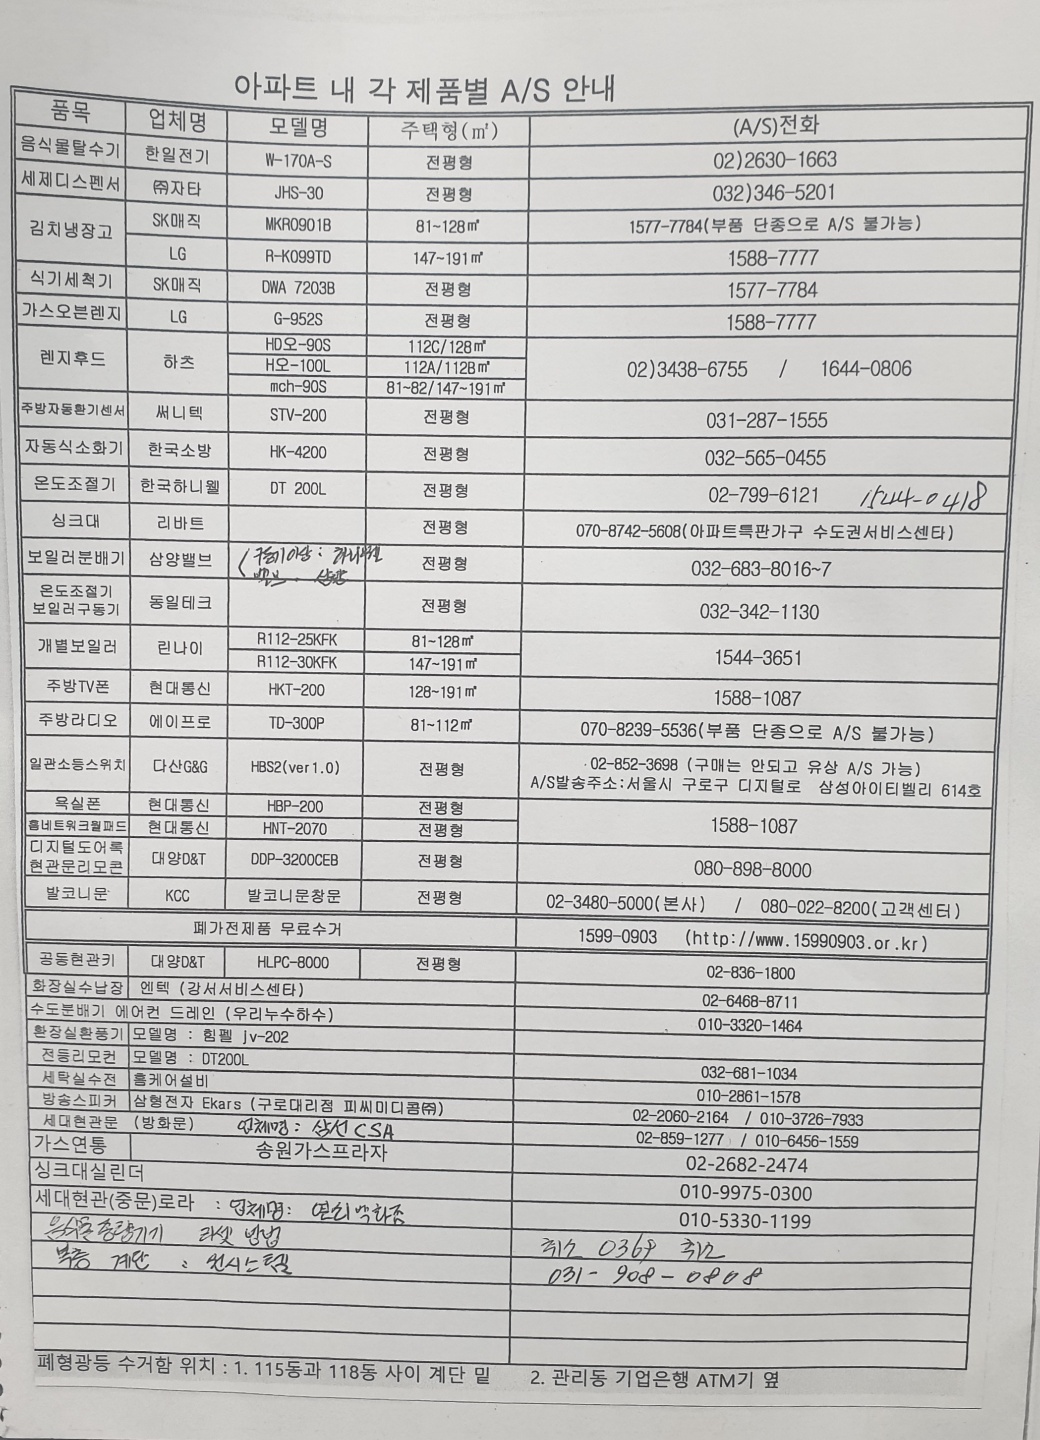 아파트 내 각 제품별 A/S 안내
품목 업체명 모델명 주택형(㎡) (A/S)전화
음식물탈수기 한일전기 W-170A-S 전평형 02)2630-1663
세제디스펜서 ㈜자타 JHS-30 전평형 032)346-5201
김치냉장고 SK매직 MKR0901B 81~128㎡ 1577-7784(부품 단종으로 A/S 불가능)
LG R-K099TD 147~191㎡ 1588-7777
식기세척기 SK매직 DWA 7203B 전평형 1577-7784
가스오븐렌지 LG G-952S 전평형 1588-7777
렌지후드 하츠 HD오-90S 112C/128㎡ 02)3438-6755 / 1644-0806
H오-100L 112A/112B㎡
mch-90S 81~82/147~191㎡
주방자동환기센서 써니텍 STV-200 전평형 031-287-1555
자동식소화기 한국소방 HK-4200 전평형 032-565-0455
온도조절기 한국하니웰 DT 200L 전평형 02-799-6121 1544-0418
싱크대 리바트 전평형 070-8742-5608(아파트특판가구 수도권서비스센타)
보일러분배기 삼양밸브 (구동기이상 : 하니웰 전평형 032-683-8016~7
밸브 : 삼양
온도조절기
보일러구동기 동일테크 전평형 032-342-1130
개별보일러 린나이 R112-25KFK 81~128㎡ 1544-3651
R112-30KFK 147~191㎡
주방TV폰 현대통신 HKT-200 128~191㎡ 1588-1087
주방라디오 에이프로 TD-300P 81~112㎡ 070-8239-5536(부품 단종으로 A/S 불가능)
일관소등스위치 다산G&G HBS2(ver1.0) 전평형 02-852-3698 (구매는 안되고 유상 A/S 가능)
A/S발송주소:서울시 구로구 디지털로 삼성아이티벨리 614호
욕실폰 현대통신 HBP-200 전평형 1588-1087
홈네트워크월패드 현대통신 HNT-2070 전평형
디지털도어록
현관문리모콘 대양D&T DDP-3200CEB 전평형 080-898-8000
발코니문 KCC 발코니문창문 전평형 02-3480-5000(본사) / 080-022-8200(고객센터)
폐가전제품 무료수거 1599-0903 (http://www.15990903.or.kr)
공동현관키 대양D&T HLPC-8000 전평형 02-836-1800
화장실수납장 엔텍 (강서서비스센타) 02-6468-8711
수도분배기 에어컨 드레인 (우리누수하수) 010-3320-1464
환장실환풍기 모델명 : 힘펠 jv-202
전등리모컨 모델명 : DT200L 032-681-1034
세탁실수전 홈케어설비 010-2861-1578
방송스피커 삼형전자 Ekars (구로대리점 피씨미디콤㈜) 02-2060-2164 / 010-3726-7933
세대현관문 (방화문) 업체명 : 삼선 CSA 02-859-1277 / 010-6456-1559
가스연통 송원가스프라자 02-2682-2474
싱크대실린더 010-9975-0300
세대현관(중문)로라 : 업체명 : 열쇠백화점 010-5330-1199
음식물종량기기 리셋 방법 취소 0369 취소
복층 계단 : 원시스틸 031-908-0808
폐형광등 수거함 위치 : 1. 115동과 118동 사이 계단 밑 2. 관리동 기업은행 ATM기 옆